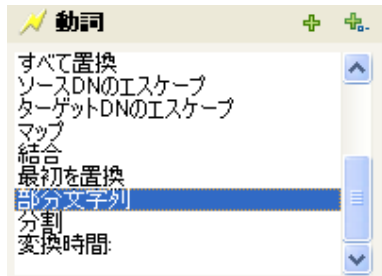 動詞
すべて置換
ソースDNのエスケープ
ターゲットDNのエスケープ
マップ
結合
最初を置換
部分文字列
分割
変換時間: